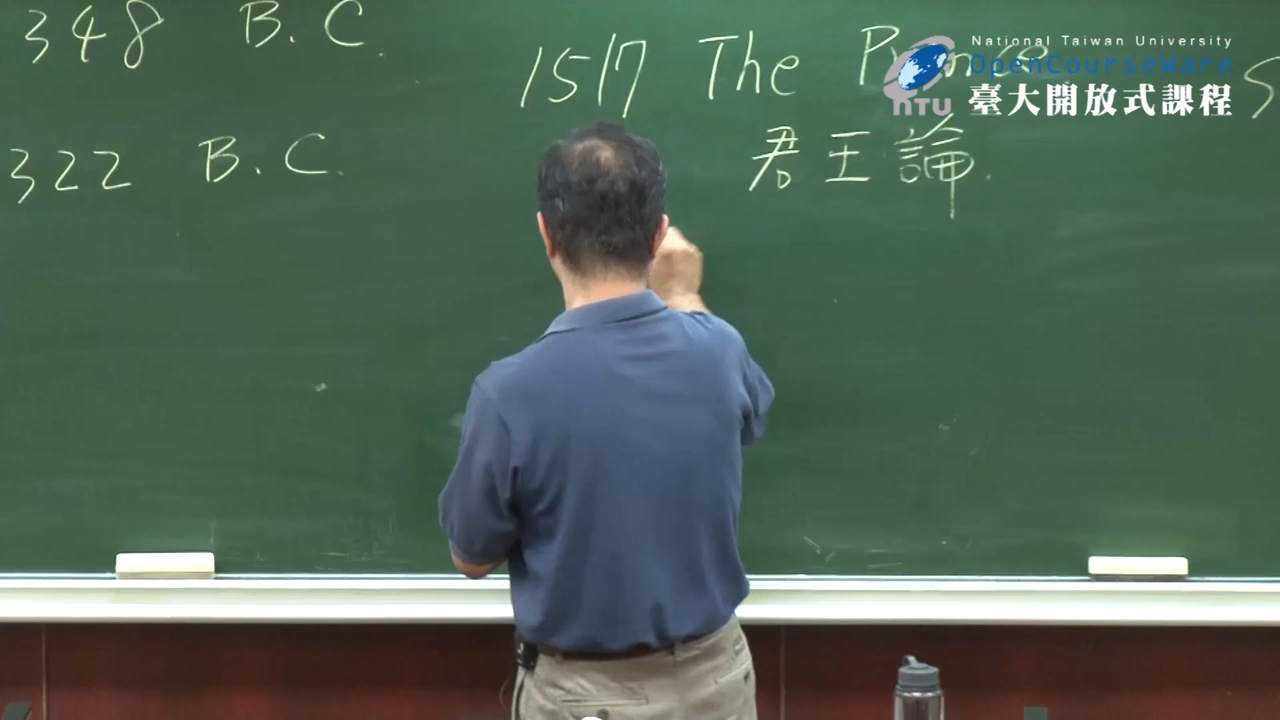 348 B.C.
322 B.C.
1517 The Prince
君王論.
National Taiwan University
OpenCourseWare
NTU 臺大開放式課程